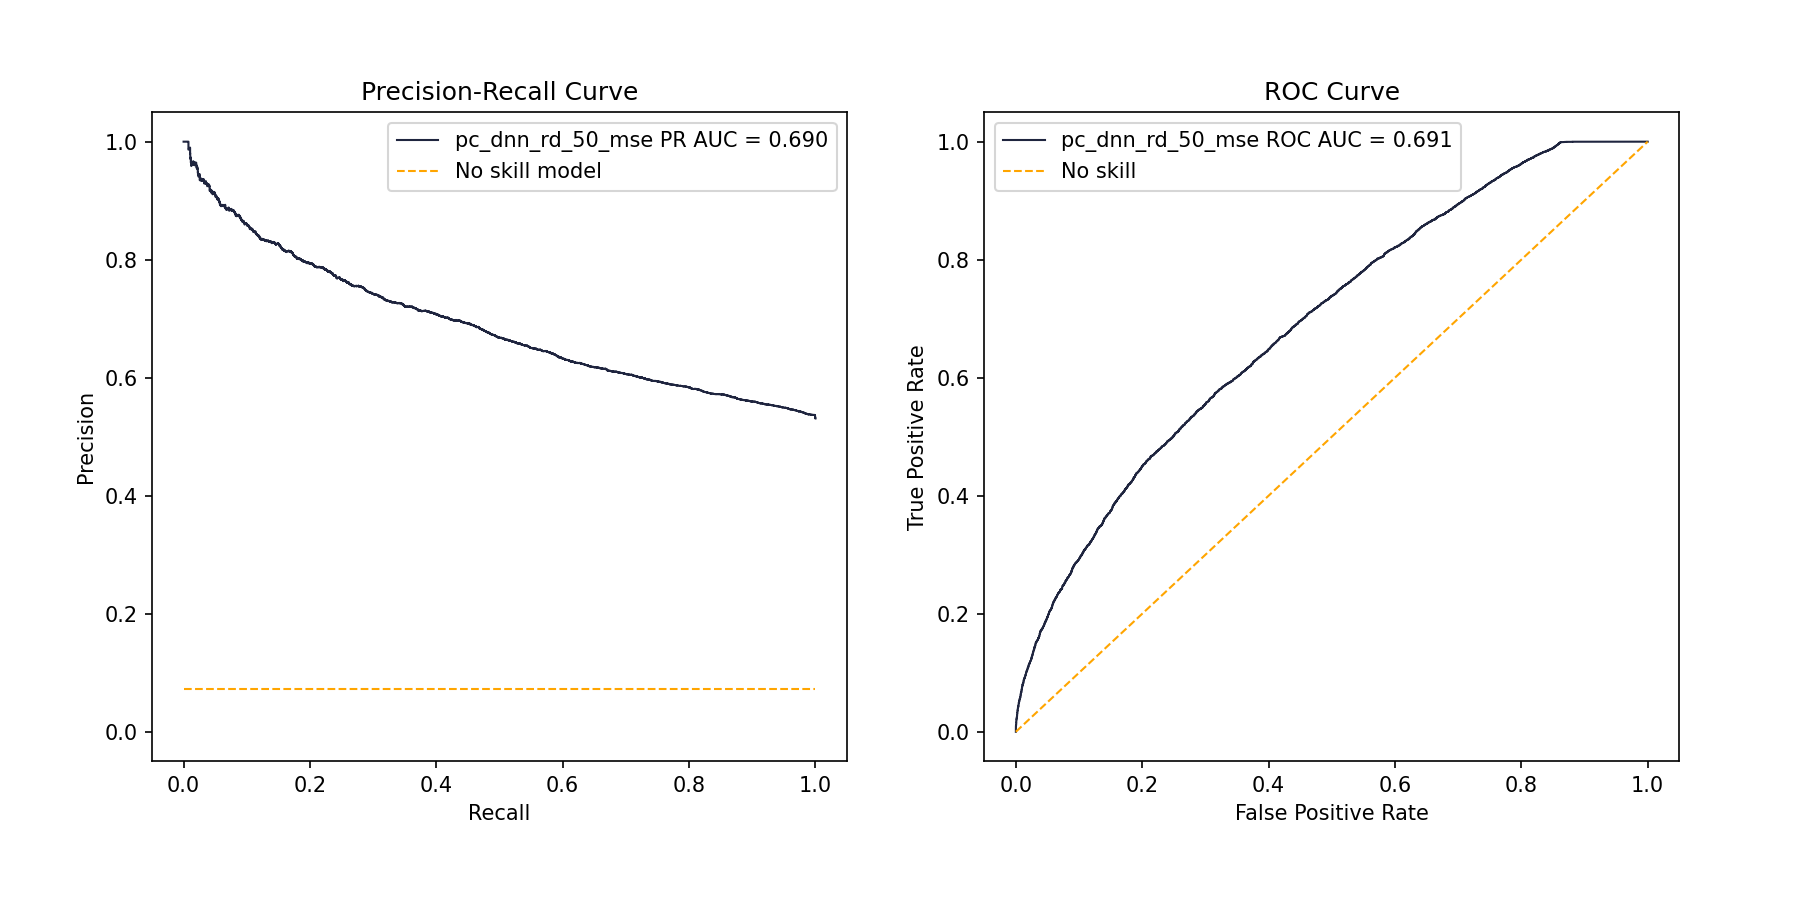 Precision-Recall Curve
pc_dnn_rd_50_mse PR AUC = 0.690
No skill model
1.0
0.8
0.6
0.4
0.2
0.0
Precision
0.0 0.2 0.4 0.6 0.8 1.0
Recall
ROC Curve
pc_dnn_rd_50_mse ROC AUC = 0.691
No skill
1.0
0.8
0.6
0.4
0.2
0.0
True Positive Rate
0.0 0.2 0.4 0.6 0.8 1.0
False Positive Rate